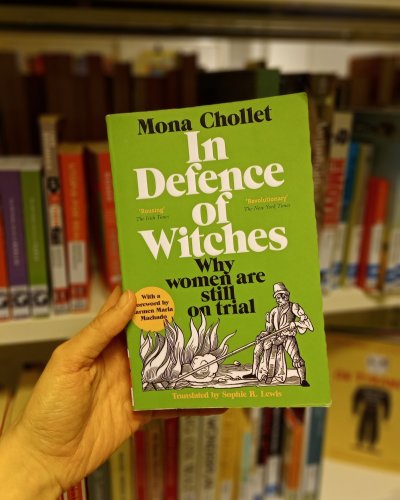 Mona Chollet
In
Defence
of
Witches
'Rousing'
The Irish Times
'Revolutionary'
The New York Times
Why
women are
still
on trial
With a
foreword by
Carmen Maria
Machado
Translated by Sophie R. Lewis